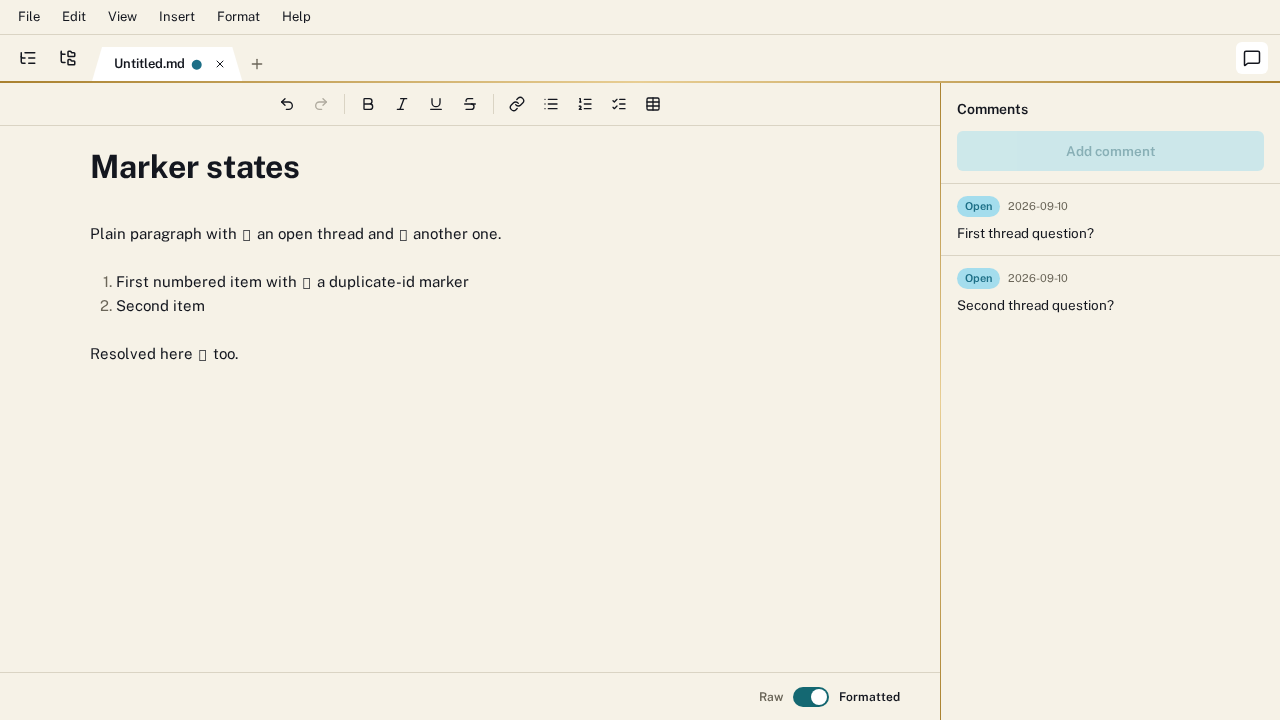 File Edit View Insert Format Help
Untitled.md
Comments
Add comment
Marker states
Plain paragraph with an open thread and another one.
1. First numbered item with a duplicate-id marker
2. Second item
Resolved here too.
Open 2026-09-10
First thread question?
Open 2026-09-10
Second thread question?
Raw Formatted